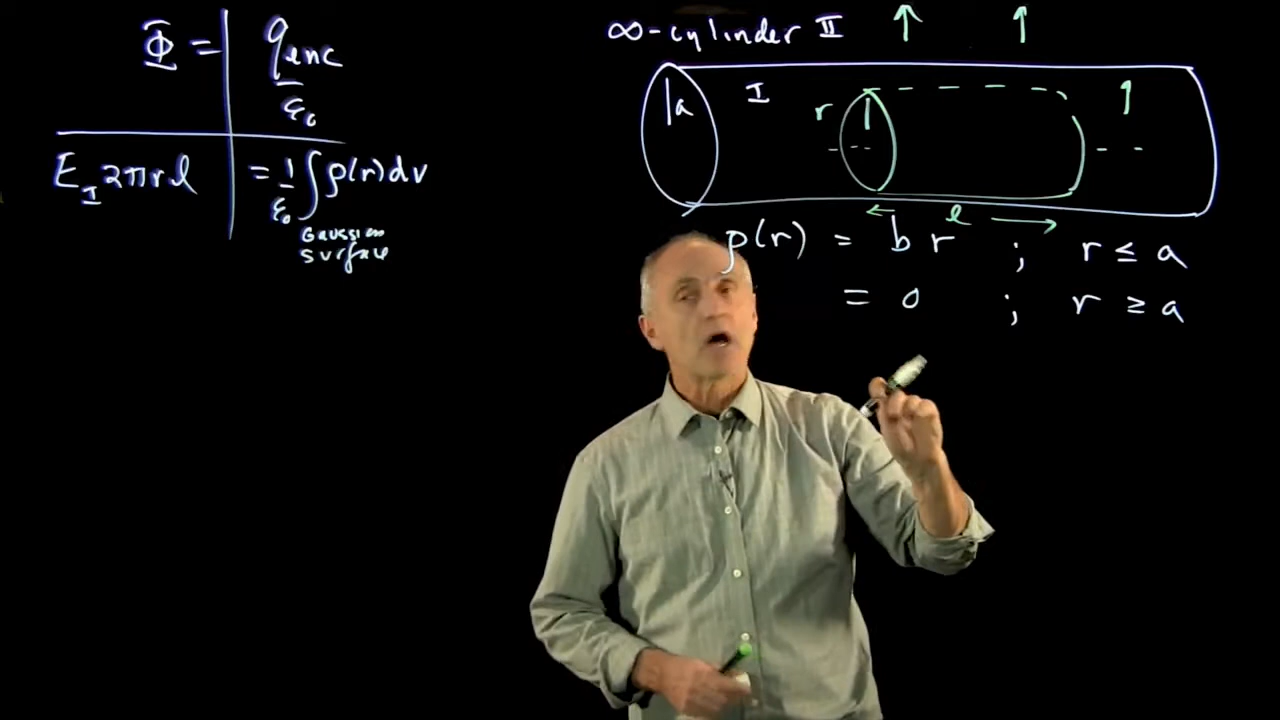 Φ = q_enc / ε₀
E_I 2πrl = 1/ε₀ ∫ ρ(r) dv
Gaussian
Surface
∞-cylinder II
a I r
l
ρ(r) = b r ; r ≤ a
= 0 ; r ≥ a